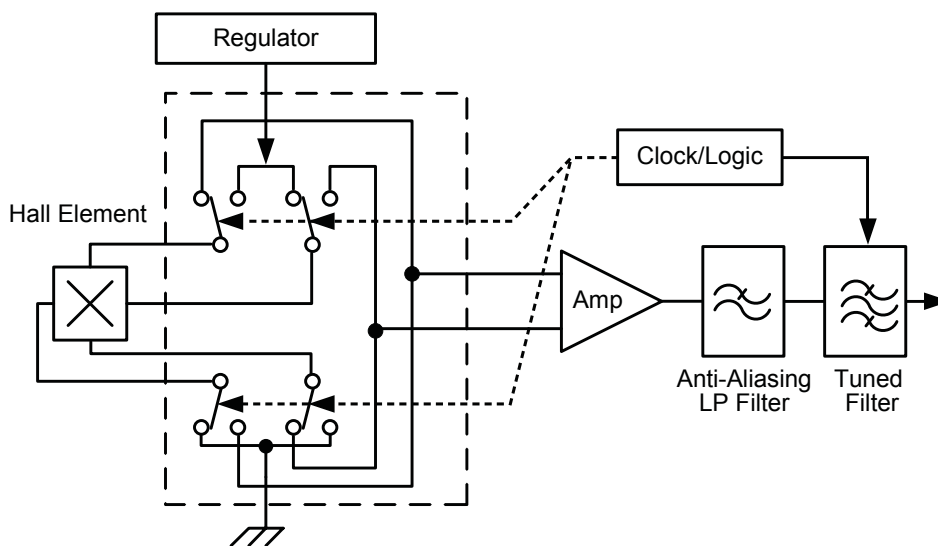 Regulator
Clock/Logic
Hall Element
Amp
Anti-Aliasing
LP Filter
Tuned
Filter